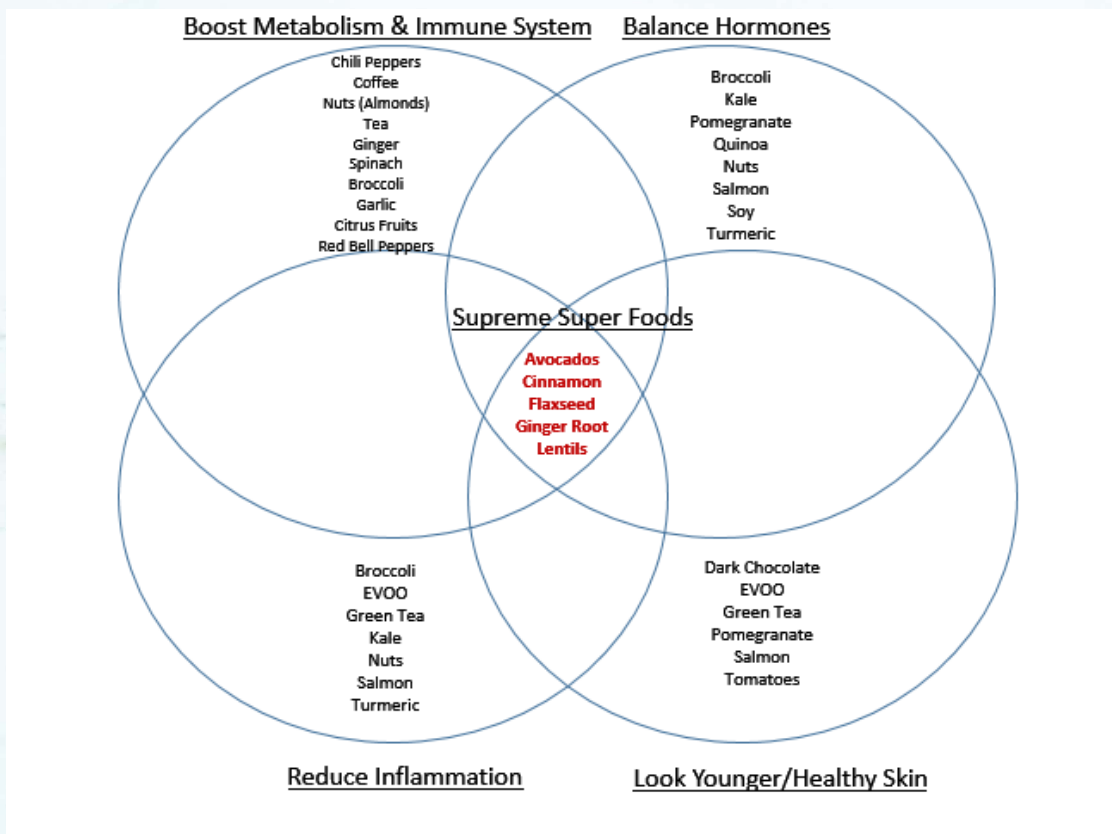 Boost Metabolism & Immune System
Chili Peppers
Coffee
Nuts (Almonds)
Tea
Ginger
Spinach
Broccoli
Garlic
Citrus Fruits
Red Bell Peppers
Balance Hormones
Broccoli
Kale
Pomegranate
Quinoa
Nuts
Salmon
Soy
Turmeric
Supreme Super Foods
Avocados
Cinnamon
Flaxseed
Ginger Root
Lentils
Broccoli
EVOO
Green Tea
Kale
Nuts
Salmon
Turmeric
Reduce Inflammation
Dark Chocolate
EVOO
Green Tea
Pomegranate
Salmon
Tomatoes
Look Younger/Healthy Skin